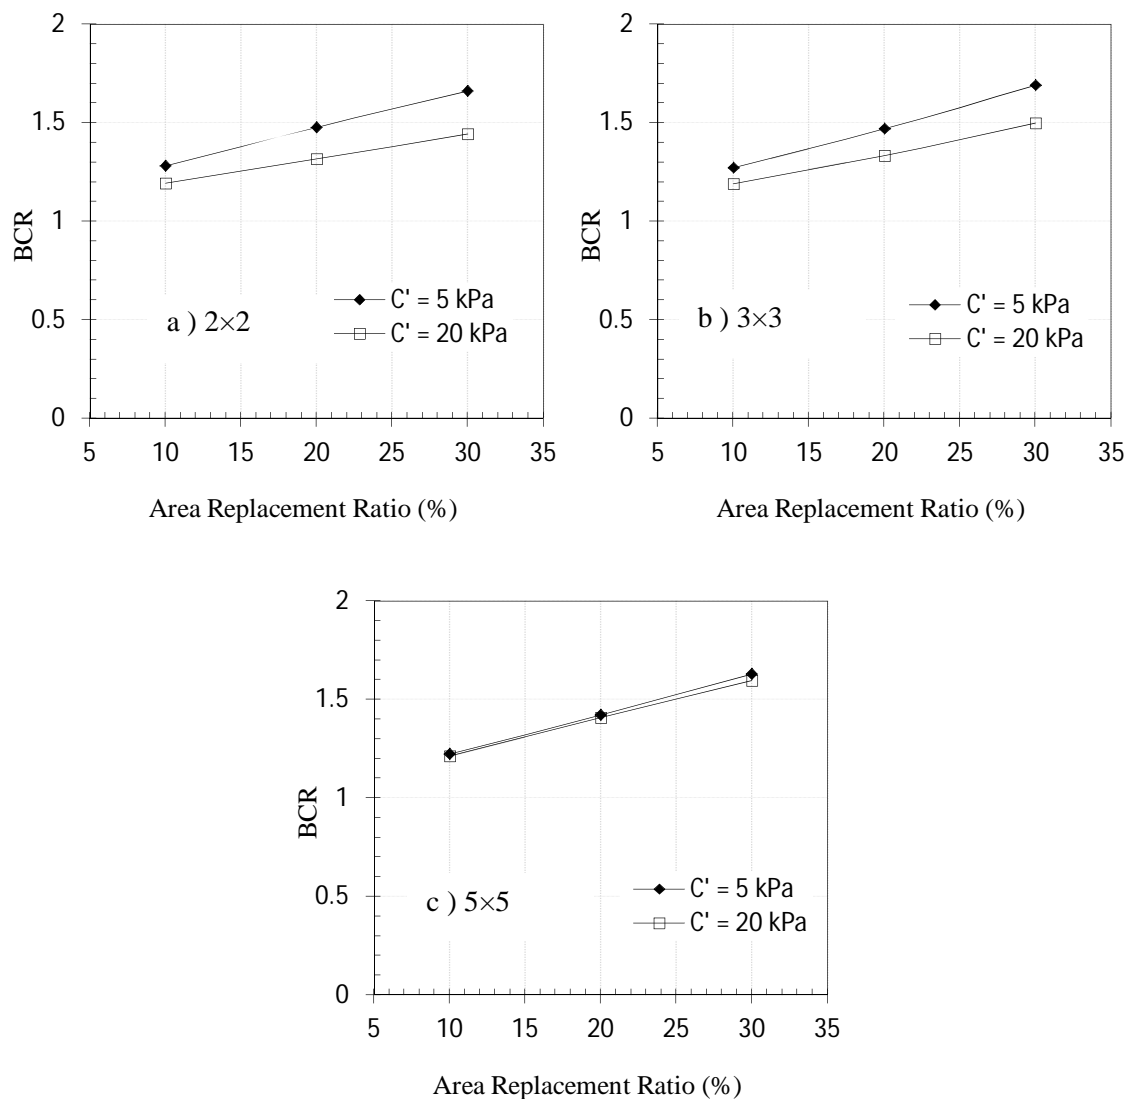 2
1.5
1
0.5
0
BCR
a ) 2×2
C' = 5 kPa
C' = 20 kPa
5 10 15 20 25 30 35
Area Replacement Ratio (%)
2
1.5
1
0.5
0
BCR
b ) 3×3
C' = 5 kPa
C' = 20 kPa
5 10 15 20 25 30 35
Area Replacement Ratio (%)
2
1.5
1
0.5
0
BCR
c ) 5×5
C' = 5 kPa
C' = 20 kPa
5 10 15 20 25 30 35
Area Replacement Ratio (%)